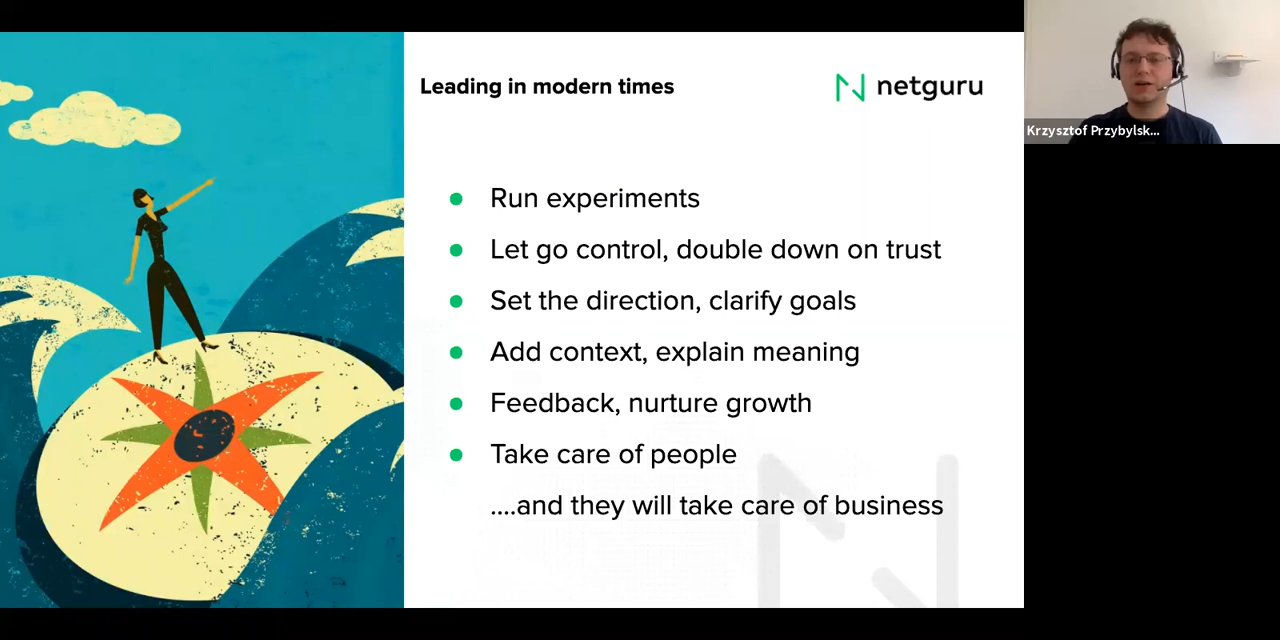 Leading in modern times
netguru
Krzysztof Przybylsk...
Run experiments
Let go control, double down on trust
Set the direction, clarify goals
Add context, explain meaning
Feedback, nurture growth
Take care of people
....and they will take care of business